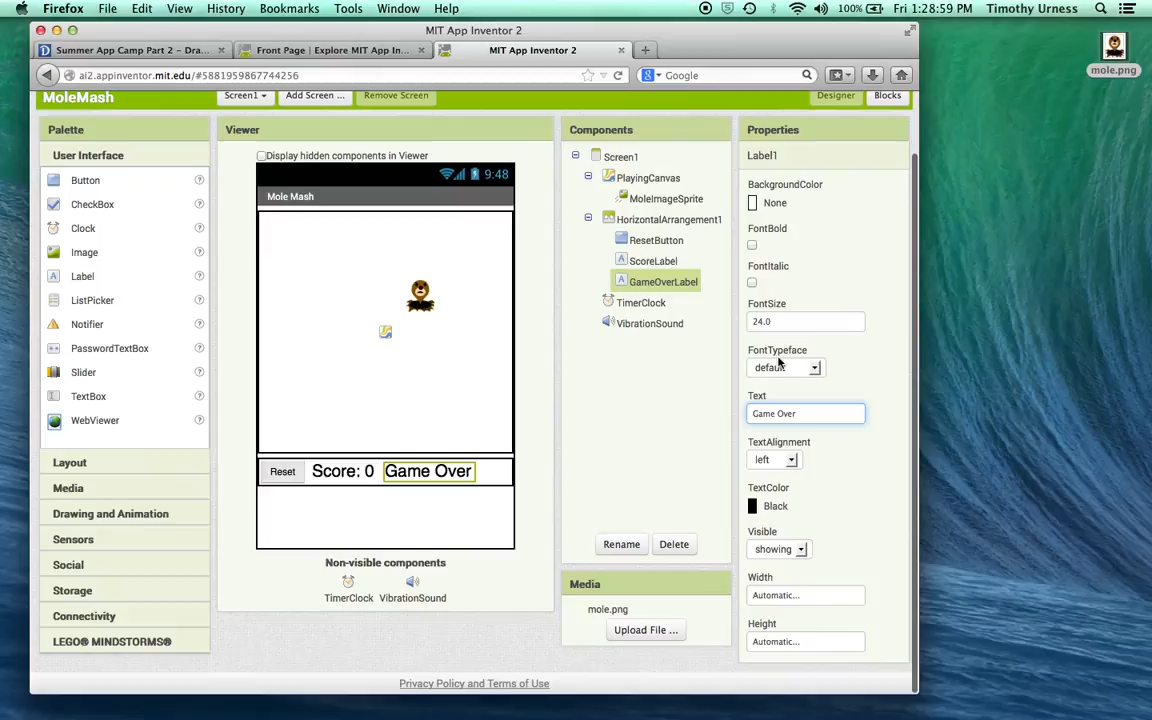 Firefox File Edit View History Bookmarks Tools Window Help 100% Fri 1:28:59 PM Timothy Urness
MIT App Inventor 2
Summer App Camp Part 2 – Dra... Front Page | Explore MIT App In... MIT App Inventor 2
ai2.appinventor.mit.edu/#5881959867744256 Google
mole.png
MoleMash Screen1 Add Screen ... Remove Screen Designer Blocks
Palette
User Interface
Button
CheckBox
Clock
Image
Label
ListPicker
Notifier
PasswordTextBox
Slider
TextBox
WebViewer
Layout
Media
Drawing and Animation
Sensors
Social
Storage
Connectivity
LEGO® MINDSTORMS®
Viewer
Display hidden components in Viewer
9:48
Mole Mash
Reset Score: 0 Game Over
Non-visible components
TimerClock VibrationSound
Components
Screen1
PlayingCanvas
MoleImageSprite
HorizontalArrangement1
ResetButton
ScoreLabel
GameOverLabel
TimerClock
VibrationSound
Rename Delete
Media
mole.png
Upload File ...
Properties
Label1
BackgroundColor
None
FontBold
FontItalic
FontSize
24.0
FontTypeface
default
Text
Game Over
TextAlignment
left
TextColor
Black
Visible
showing
Width
Automatic...
Height
Automatic...
Privacy Policy and Terms of Use